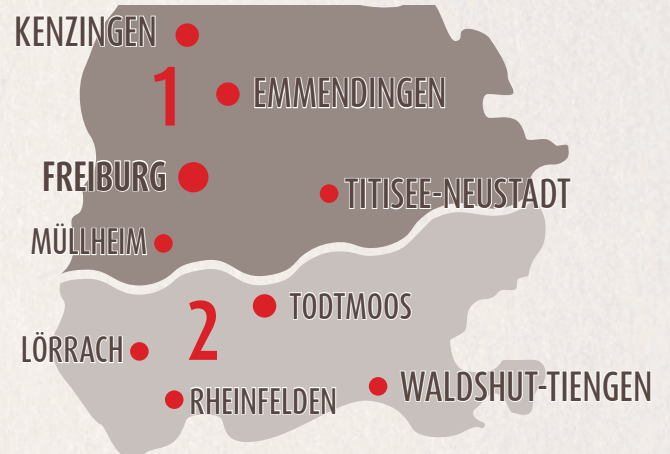 KENZINGEN
1
EMMENDINGEN
FREIBURG
TITISEE-NEUSTADT
MÜLLHEIM
2
TODTMOOS
LÖRRACH
WALDSHUT-TIENGEN
RHEINFELDEN